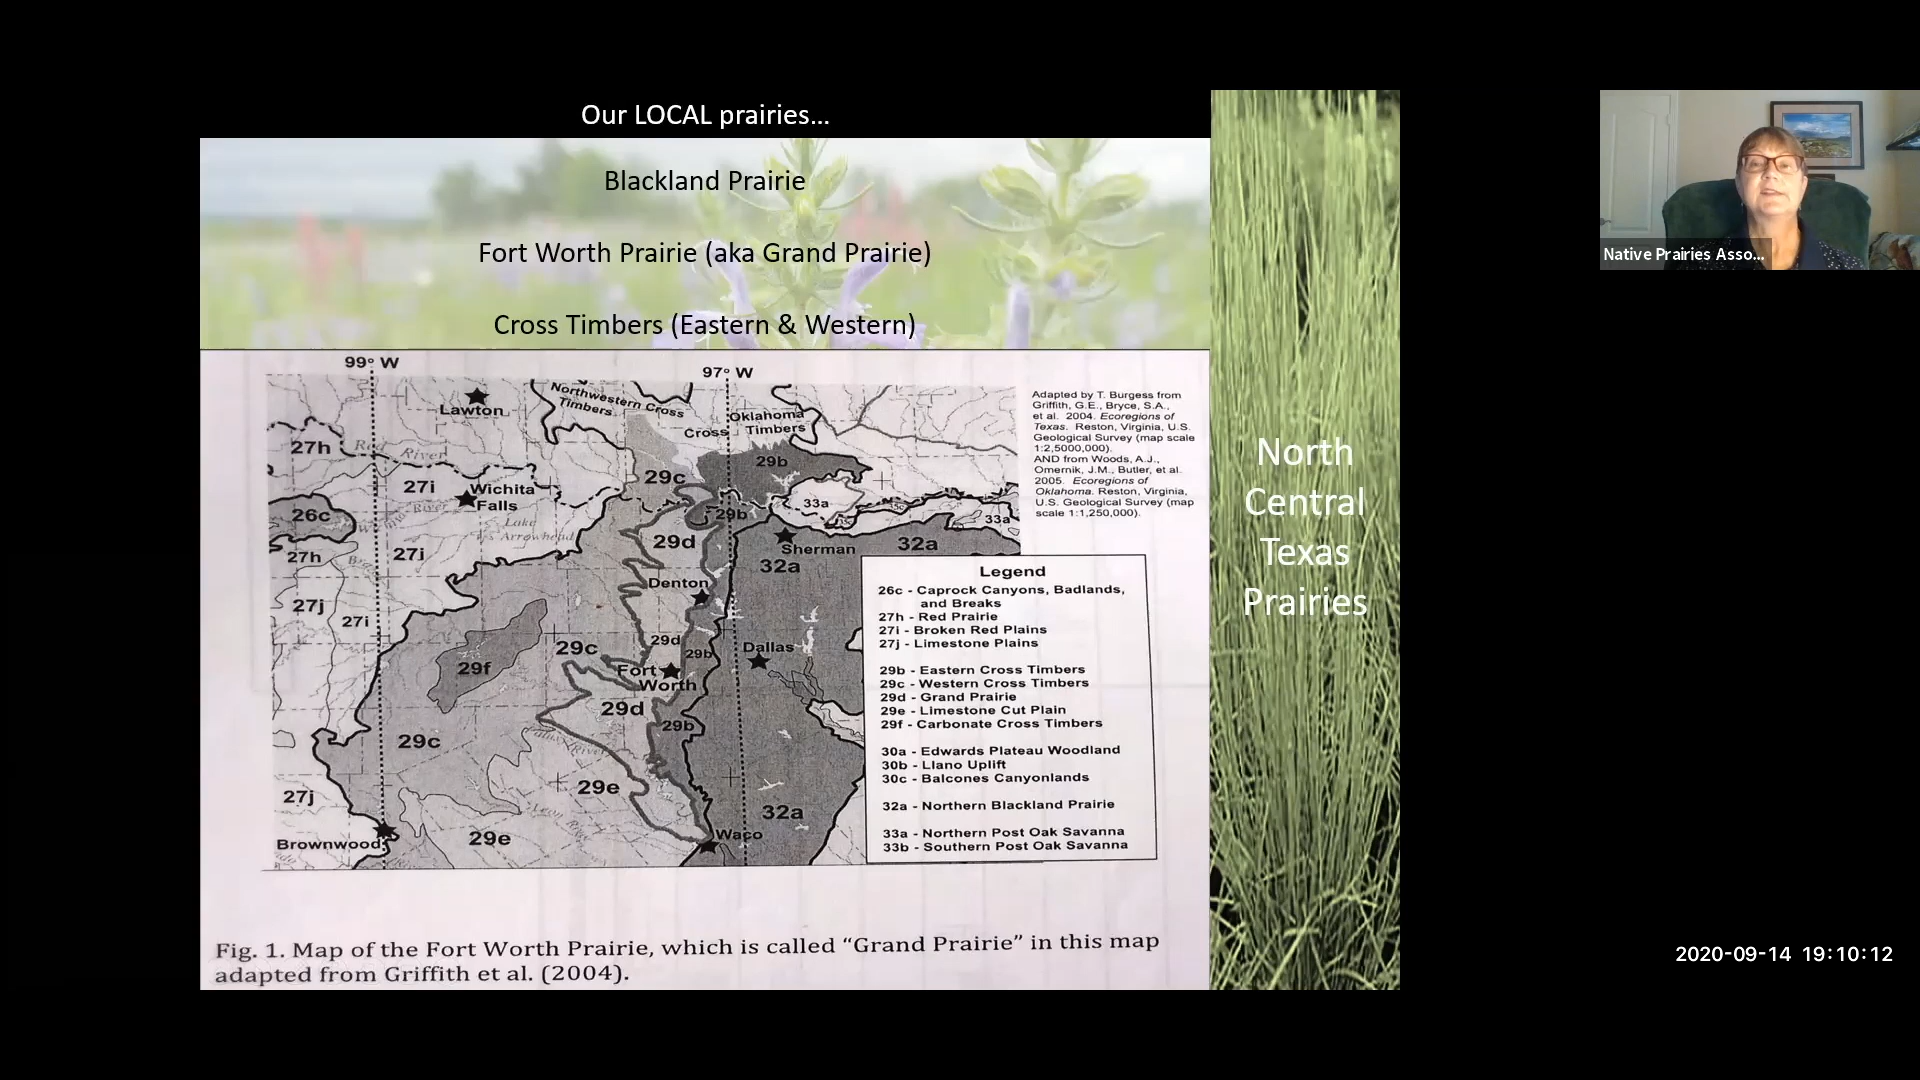 Our LOCAL prairies...
Blackland Prairie
Fort Worth Prairie (aka Grand Prairie)
Cross Timbers (Eastern & Western)
99° W
97° W
Lawton
Northwestern Cross
Timbers
Oklahoma
Cross Timbers
27h
Red River
29c
29b
27i
Wichita
Falls
River
26c
Lake
Arrowhead
29b
33a
33a
27h
27i
29d
Sherman
32a
32a
Denton
27j
27i
29f
29c
29d
29b
Dallas
Fort
Worth
29d
29b
29c
River
29e
27j
32a
Brownwood
29e
Leon River
Waco
Adapted by T. Burgess from
Griffith, G.E., Bryce, S.A.,
et al. 2004. Ecoregions of
Texas. Reston, Virginia, U.S.
Geological Survey (map scale
1:2,5000,000).
AND from Woods, A.J.,
Omernik, J.M., Butler, et al.
2005. Ecoregions of
Oklahoma. Reston, Virginia,
U.S. Geological Survey (map
scale 1:1,250,000).
Legend
26c - Caprock Canyons, Badlands,
and Breaks
27h - Red Prairie
27i - Broken Red Plains
27j - Limestone Plains
29b - Eastern Cross Timbers
29c - Western Cross Timbers
29d - Grand Prairie
29e - Limestone Cut Plain
29f - Carbonate Cross Timbers
30a - Edwards Plateau Woodland
30b - Llano Uplift
30c - Balcones Canyonlands
32a - Northern Blackland Prairie
33a - Northern Post Oak Savanna
33b - Southern Post Oak Savanna
Fig. 1. Map of the Fort Worth Prairie, which is called “Grand Prairie” in this map
adapted from Griffith et al. (2004).
North
Central
Texas
Prairies
Native Prairies Asso...
2020-09-14 19:10:12